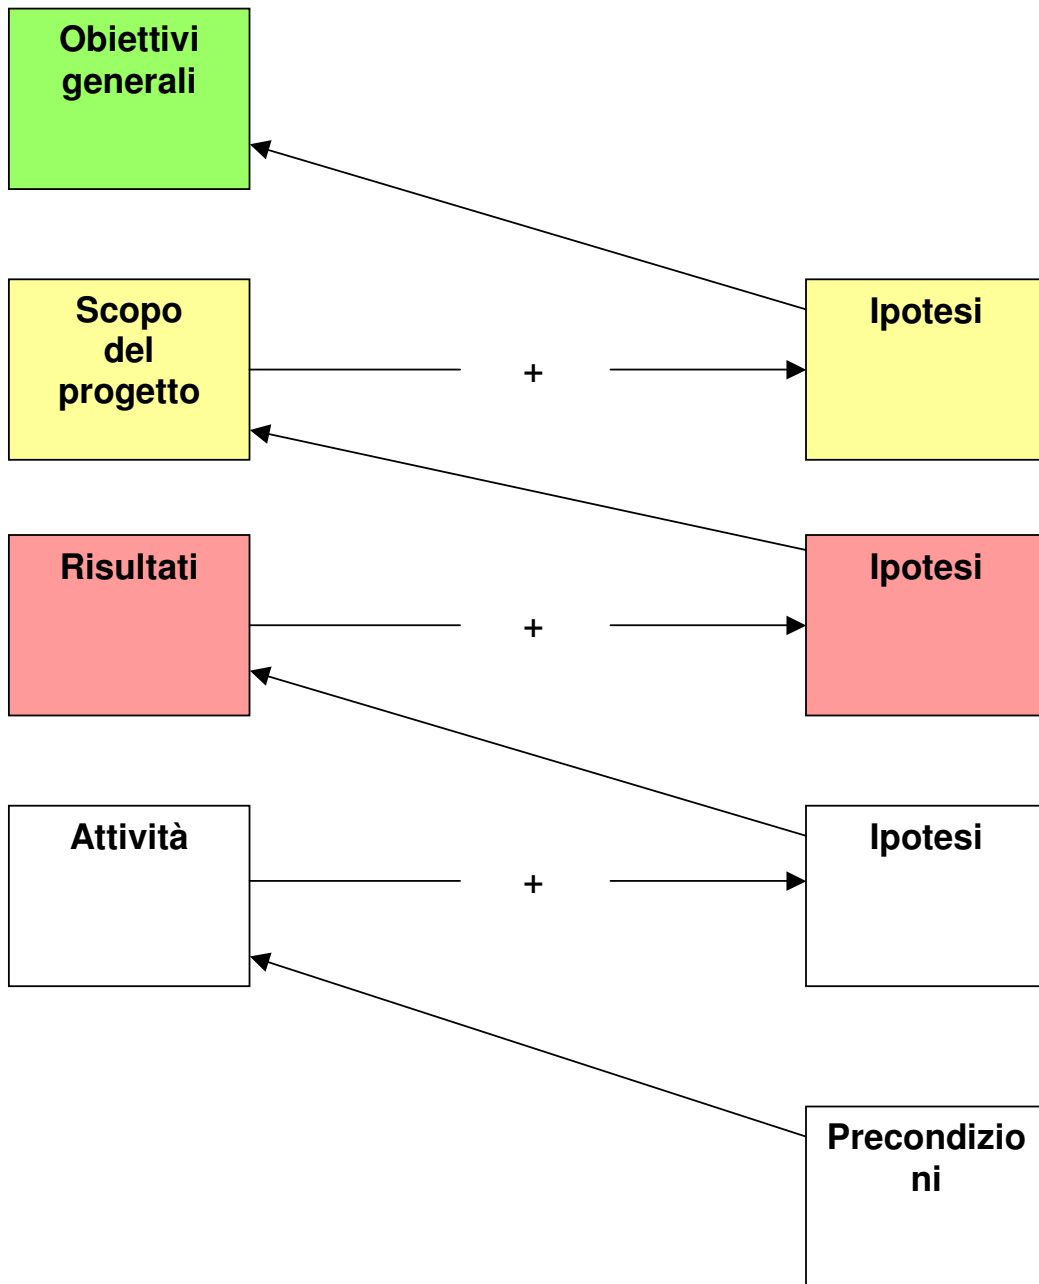 Obiettivi
generali
Scopo
del
progetto
+
Ipotesi
Risultati
+
Ipotesi
Attività
+
Ipotesi
Precondizio
ni